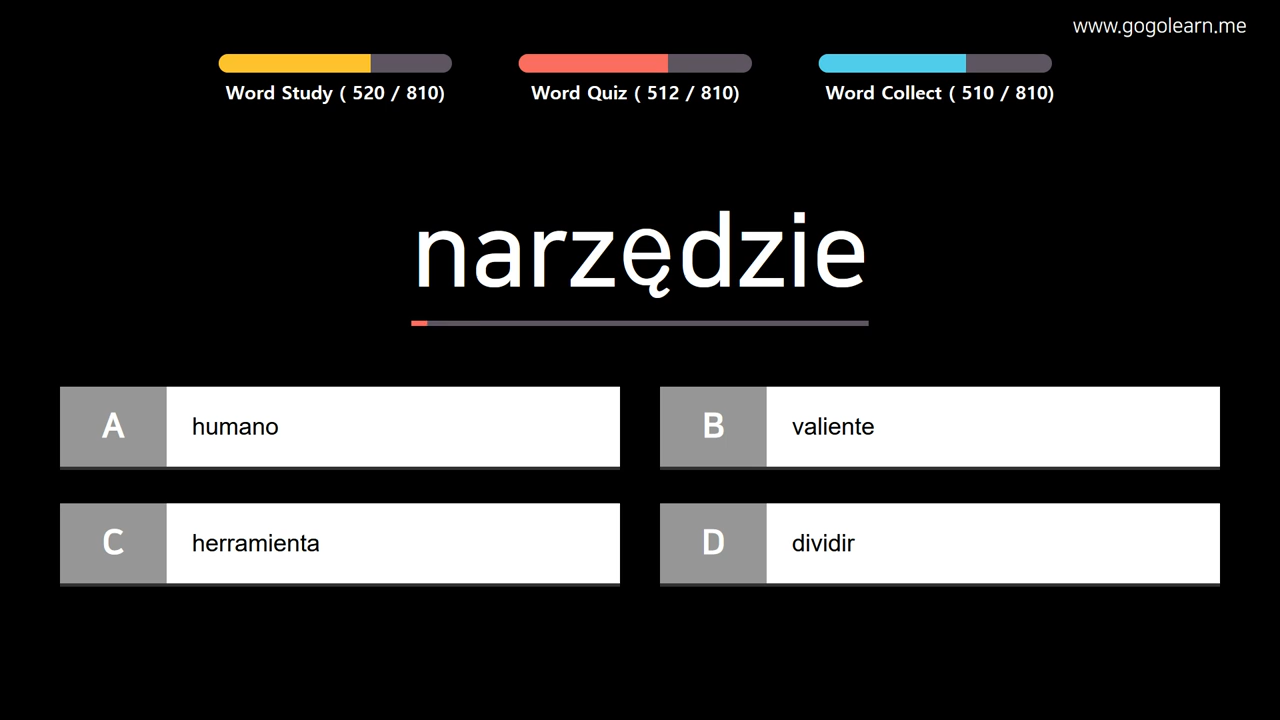 www.gogolearn.me
Word Study ( 520 / 810)
Word Quiz ( 512 / 810)
Word Collect ( 510 / 810)
narzędzie
A humano
B valiente
C herramienta
D dividir